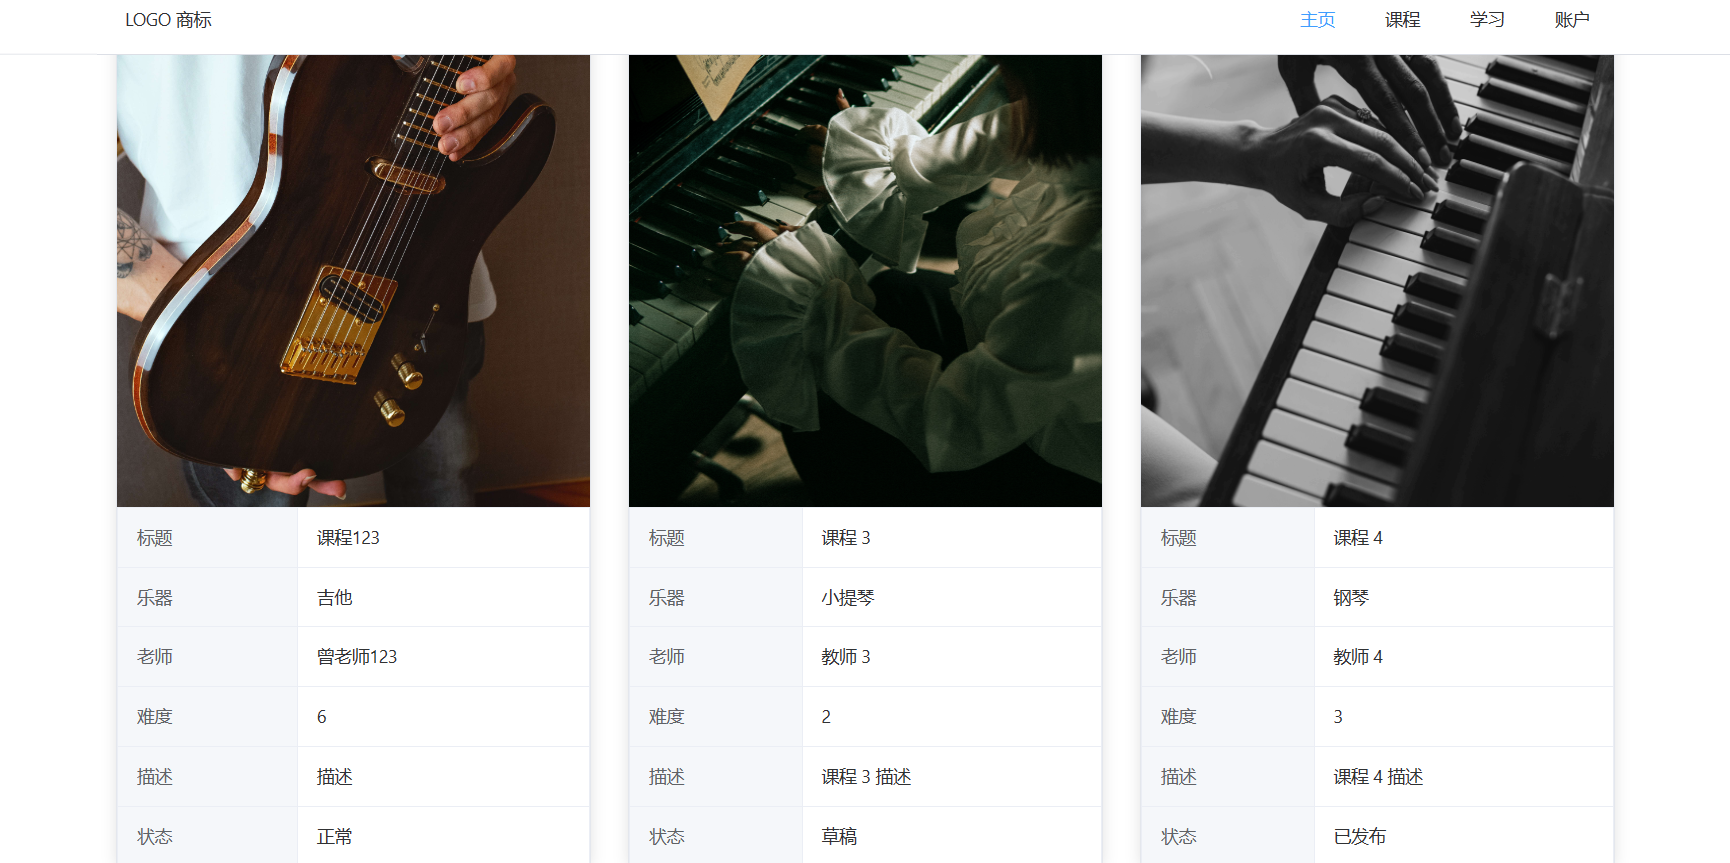 LOGO 商标
主页 课程 学习 账户
标题 课程123
乐器 吉他
老师 曾老师123
难度 6
描述 描述
状态 正常
标题 课程 3
乐器 小提琴
老师 教师 3
难度 2
描述 课程 3 描述
状态 草稿
标题 课程 4
乐器 钢琴
老师 教师 4
难度 3
描述 课程 4 描述
状态 已发布